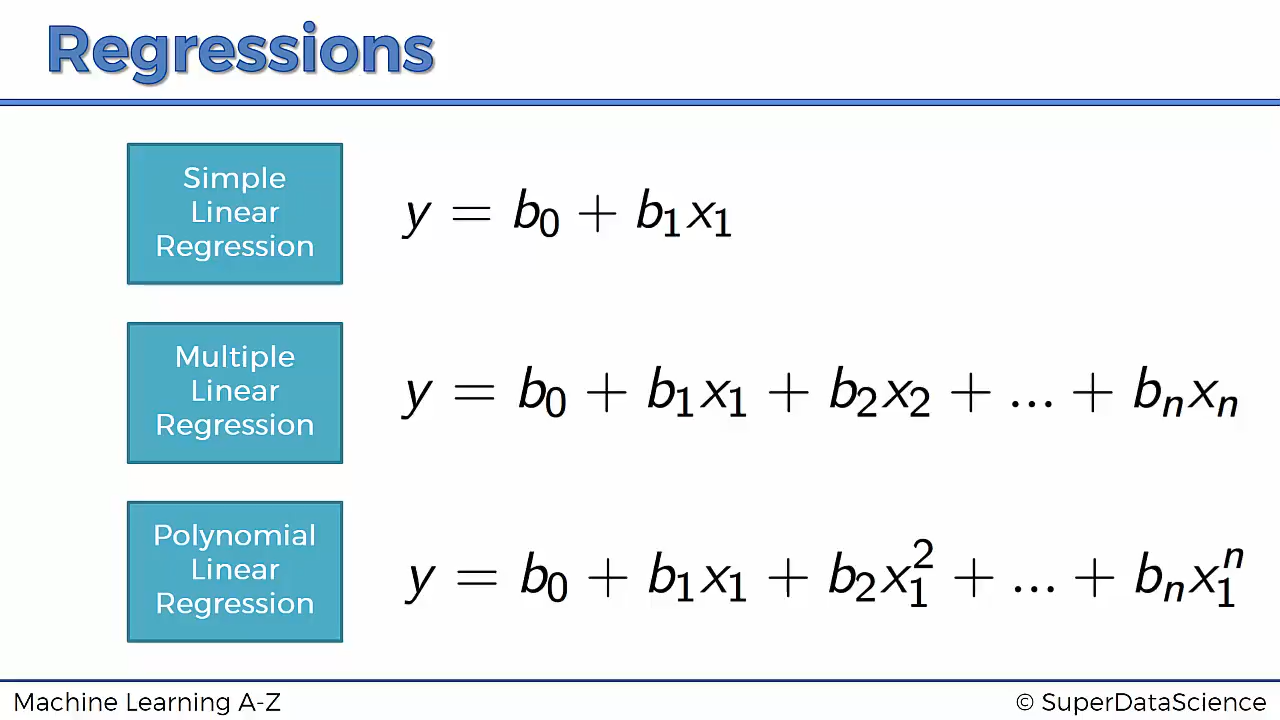 Regressions
Simple
Linear
Regression
y = b₀ + b₁x₁
Multiple
Linear
Regression
y = b₀ + b₁x₁ + b₂x₂ + ... + bₙxₙ
Polynomial
Linear
Regression
y = b₀ + b₁x₁ + b₂x₁² + ... + bₙx₁ⁿ
Machine Learning A-Z
© SuperDataScience